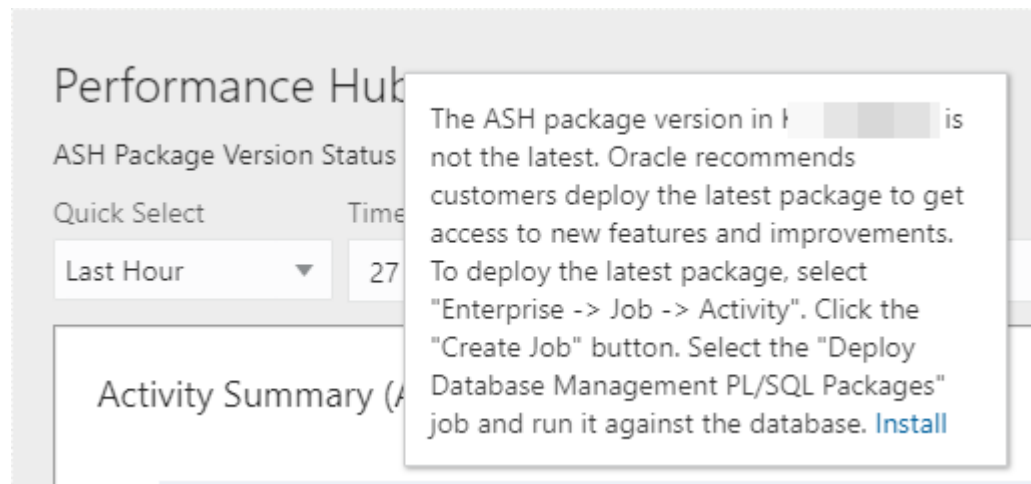 Performance Hub
ASH Package Version Status
Quick Select
Time
Last Hour
27
Activity Summary (A
The ASH package version in is
not the latest. Oracle recommends
customers deploy the latest package to get
access to new features and improvements.
To deploy the latest package, select
"Enterprise -> Job -> Activity". Click the
"Create Job" button. Select the "Deploy
Database Management PL/SQL Packages"
job and run it against the database. Install